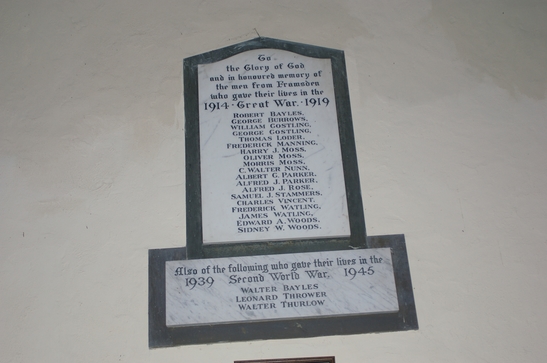 To
the Glory of God
and in honoured memory of
the men from Framsden
who gave their lives in the
1914 · Great War · 1919
ROBERT BAYLES,
GEORGE BURROWS,
WILLIAM GOSTLING,
GEORGE GOSTLING,
THOMAS LODER,
FREDERICK MANNING,
HARRY J. MOSS,
OLIVER MOSS,
MORRIS MOSS,
C. WALTER NUNN,
ALBERT G. PARKER,
ALFRED J. PARKER,
ALFRED J. ROSE,
SAMUEL J. STAMMERS,
CHARLES VINCENT,
FREDERICK WATLING,
JAMES WATLING,
EDWARD A. WOODS,
SIDNEY W. WOODS.
Also of the following who gave their lives in the
1939 Second World War, 1945
WALTER BAYLES
LEONARD THROWER
WALTER THURLOW